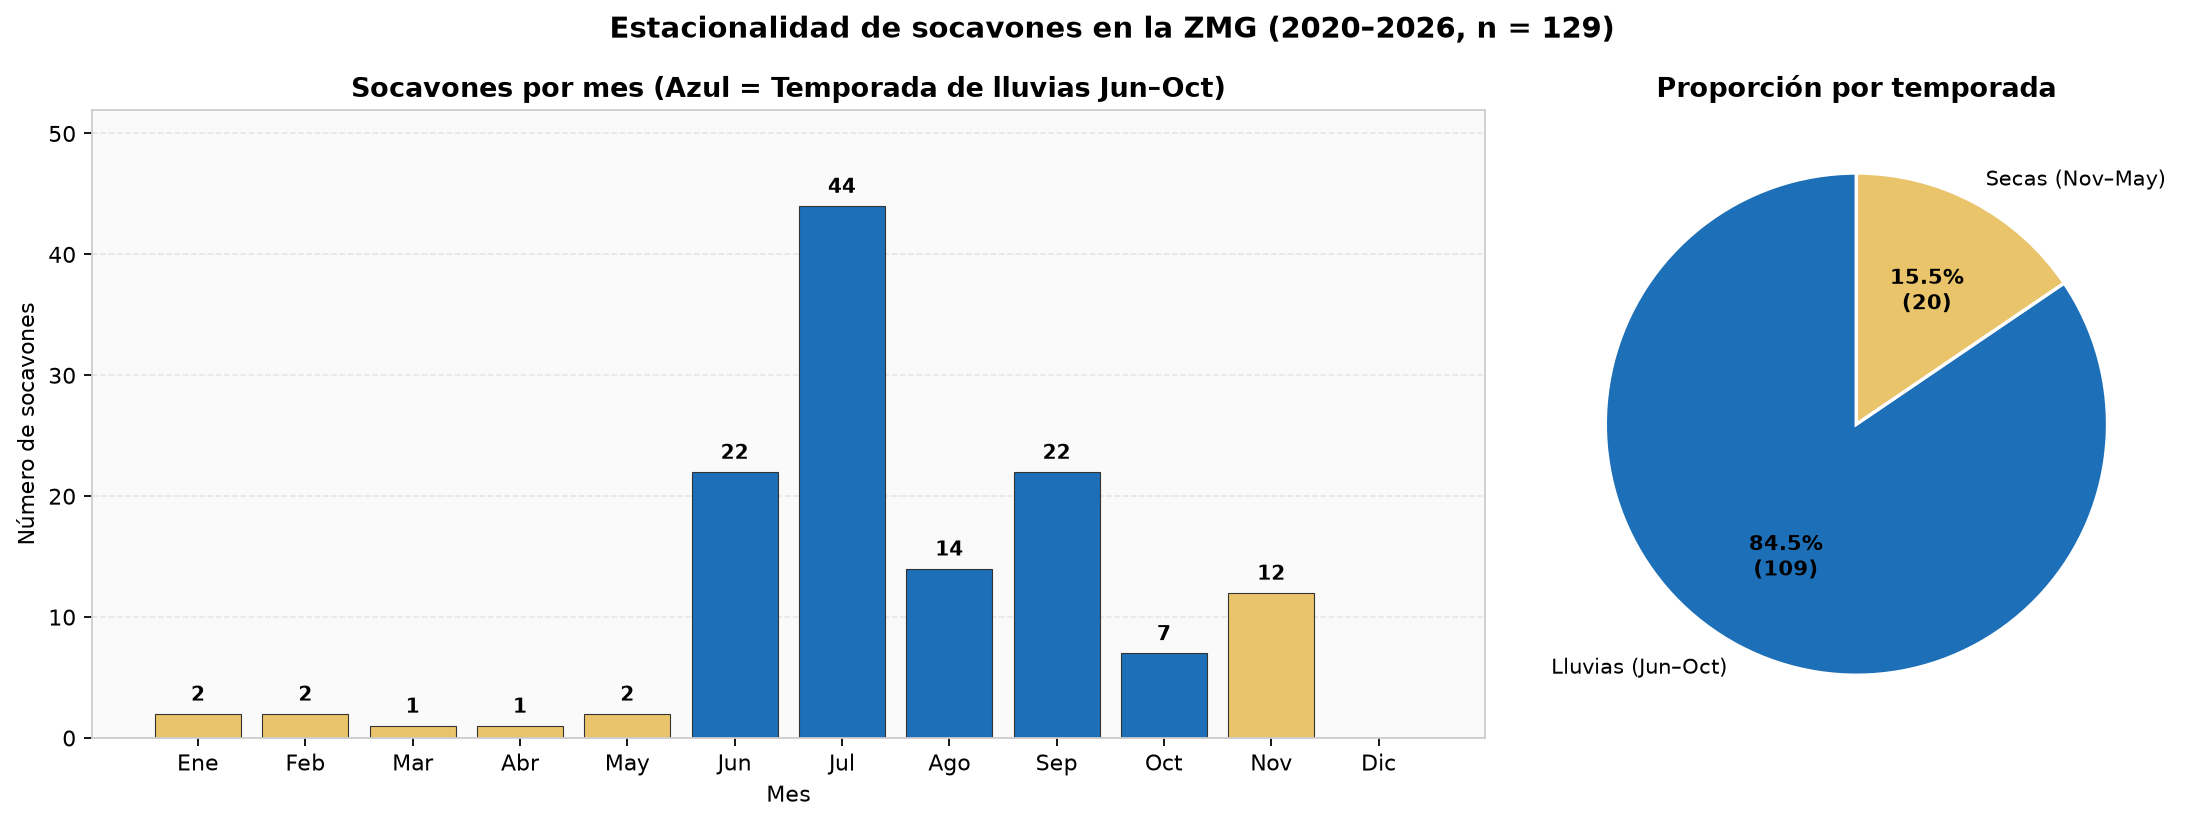 Estacionalidad de socavones en la ZMG (2020–2026, n = 129)
Socavones por mes (Azul = Temporada de lluvias Jun–Oct)
Número de socavones
50
40
30
20
10
0
2
2
1
1
2
22
44
14
22
7
12
Ene
Feb
Mar
Abr
May
Jun
Jul
Ago
Sep
Oct
Nov
Dic
Mes
Proporción por temporada
Secas (Nov–May)
15.5%
(20)
84.5%
(109)
Lluvias (Jun–Oct)